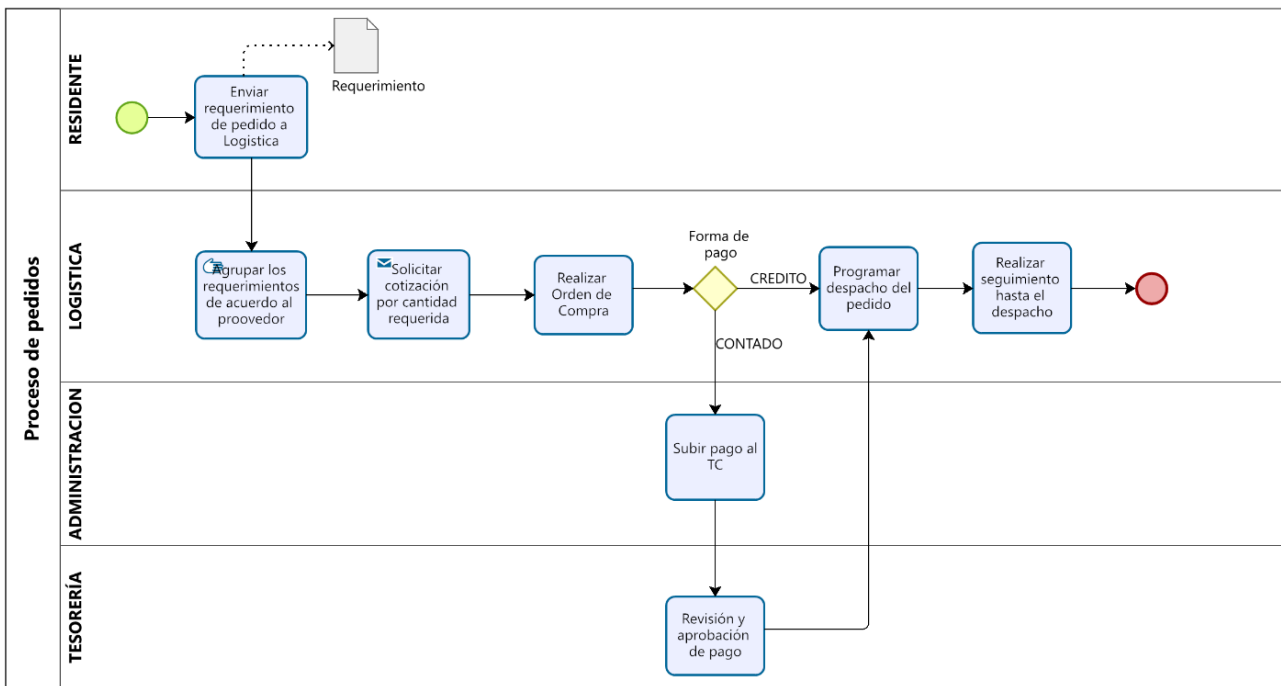 Proceso de pedidos
RESIDENTE
Enviar
requerimiento
de pedido a
Logistica
Requerimiento
LOGISTICA
Agrupar los
requerimientos
de acuerdo al
proovedor
Solicitar
cotización
por cantidad
requerida
Realizar
Orden de
Compra
Forma de
pago
CREDITO
CONTADO
Programar
despacho del
pedido
Realizar
seguimiento
hasta el
despacho
ADMINISTRACION
Subir pago al
TC
TESORERÍA
Revisión y
aprobación
de pago